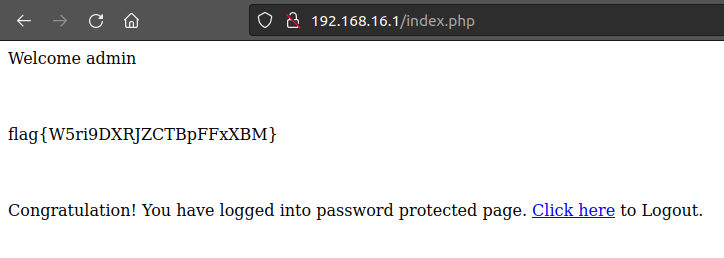 192.168.16.1/index.php
Welcome admin
flag{W5ri9DXRJZCTBpFFxXBM}
Congratulation! You have logged into password protected page. Click here to Logout.